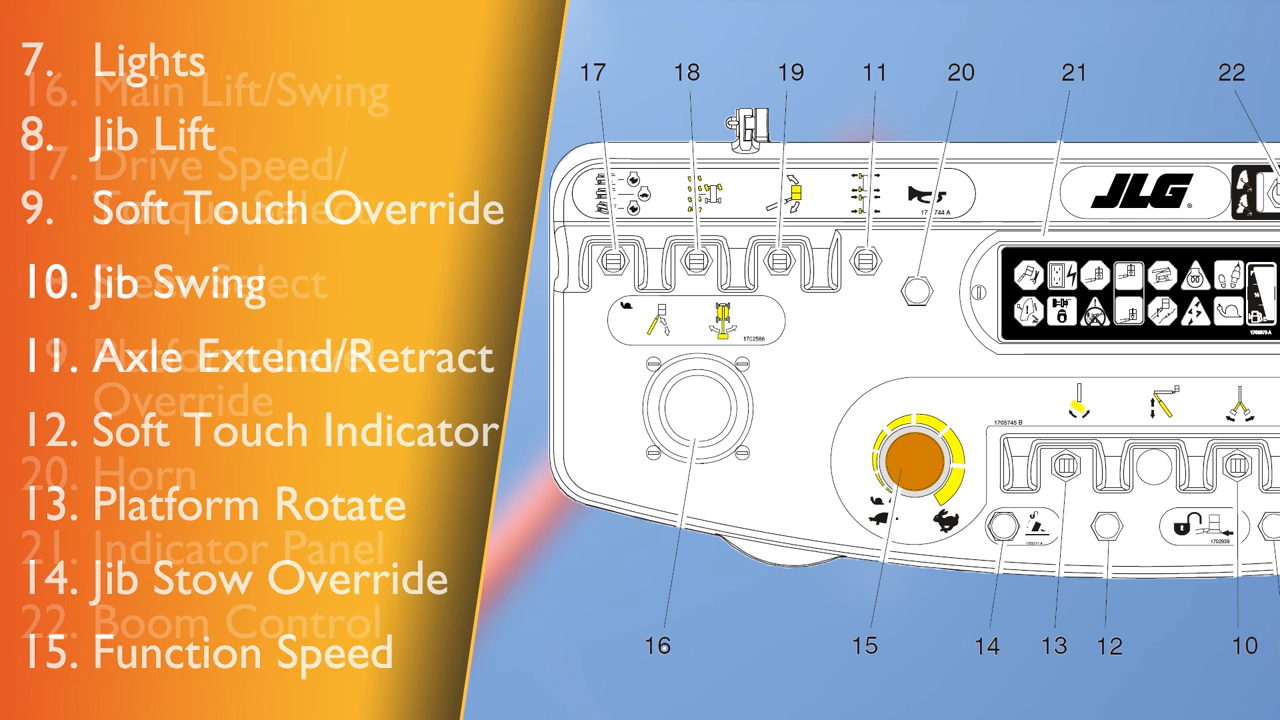 7. Lights
16. Main Lift/Swing
8. Jib Lift
17. Drive Speed/
9. Soft Touch Override
10. Jib Swing
11. Axle Extend/Retract
Override
12. Soft Touch Indicator
20. Horn
13. Platform Rotate
21. Indicator Panel
14. Jib Stow Override
22. Boom Control
15. Function Speed
17 18 19 11 20 21 22
JLG
1702586
1705745 B
16 15 14 13 12 10